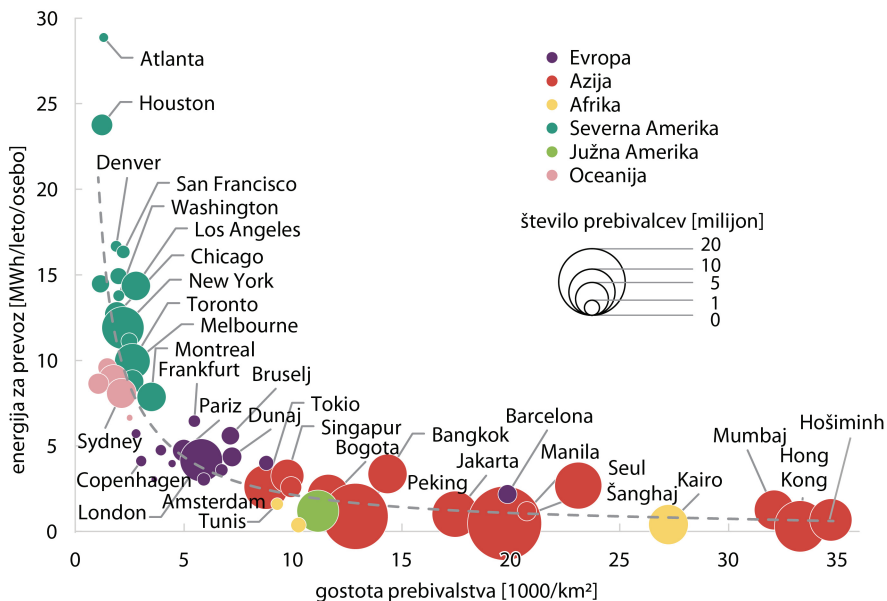 energija za prevoz [MWh/leto/osebo]
30
25
20
15
10
5
0
Atlanta
Houston
Denver
San Francisco
Washington
Los Angeles
Chicago
New York
Toronto
Melbourne
Montreal
Frankfurt
Bruselj
Pariz
Dunaj
Tokio
Singapur
Bogota
Bangkok
Barcelona
Sydney
Copenhagen
London
Amsterdam
Tunis
Peking
Jakarta
Manila
Seul
Šanghaj
Kairo
Mumbaj
Hong
Kong
Hošiminh
Evropa
Azija
Afrika
Severna Amerika
Južna Amerika
Oceanija
število prebivalcev [milijon]
20
10
5
1
0
0
5
10
15
20
25
30
35
gostota prebivalstva [1000/km²]